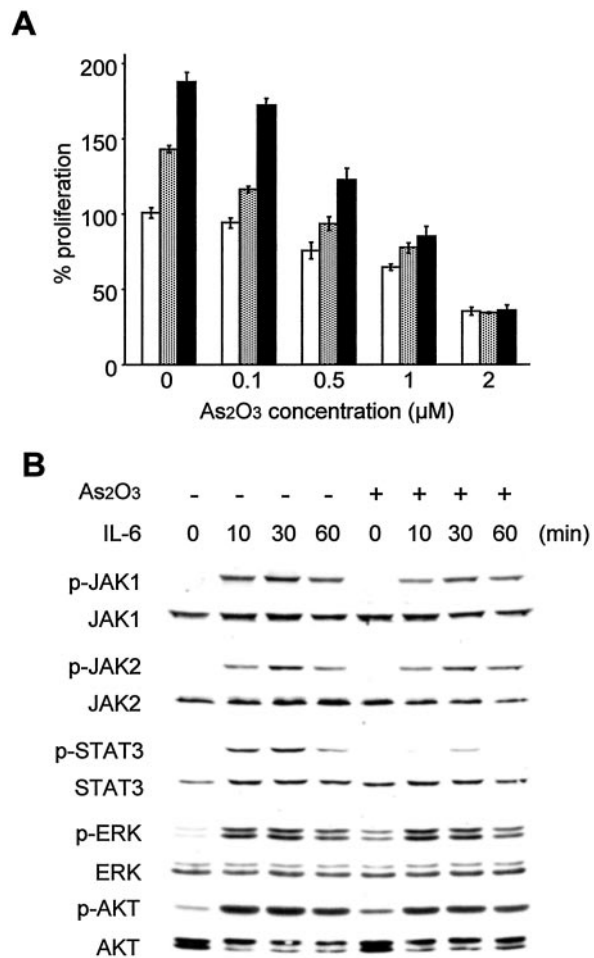 A
200
150
100
50
0
% proliferation
0 0.1 0.5 1 2
As2O3 concentration (µM)
B
As2O3 - - - - + + + +
IL-6 0 10 30 60 0 10 30 60 (min)
p-JAK1
JAK1
p-JAK2
JAK2
p-STAT3
STAT3
p-ERK
ERK
p-AKT
AKT